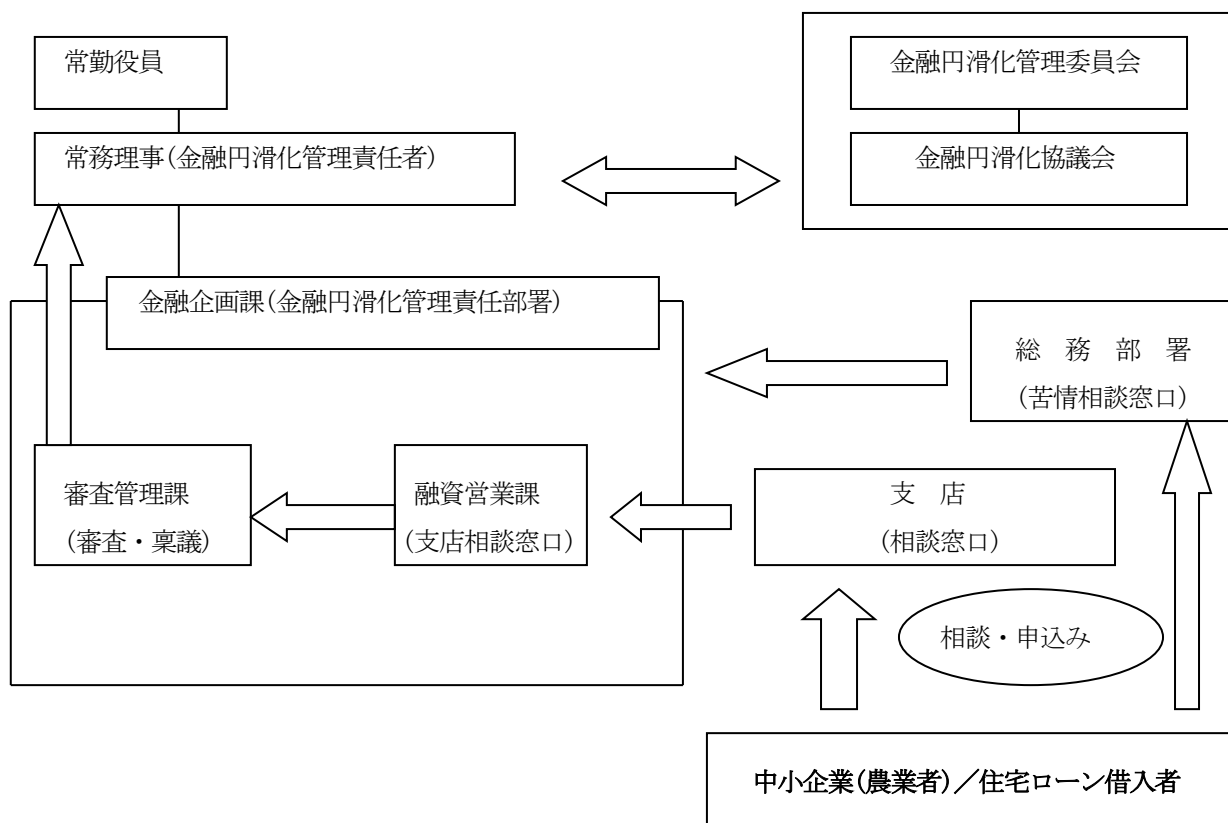 常勤役員
金融円滑化管理委員会
常務理事(金融円滑化管理責任者)
金融円滑化協議会
金融企画課(金融円滑化管理責任部署)
総　務　部　署
(苦情相談窓口)
審査管理課
(審査・稟議)
融資営業課
(支店相談窓口)
支　店
(相談窓口)
相談・申込み
中小企業(農業者)／住宅ローン借入者